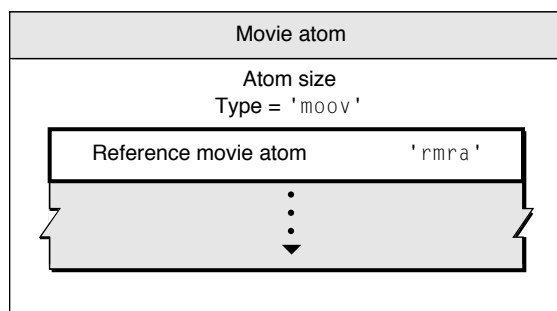 Movie atom
Atom size
Type = 'moov'
Reference movie atom 'rmra'